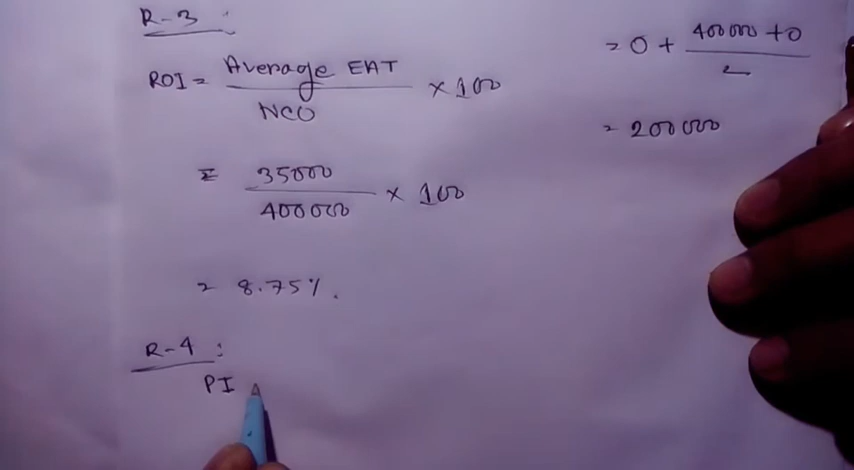 R-3 :
ROI = Average EAT / NCO × 100
= 35000 / 400000 × 100
= 8.75%.
R-4 :
PI
= 0 + 400000 + 0 / 2
= 200000